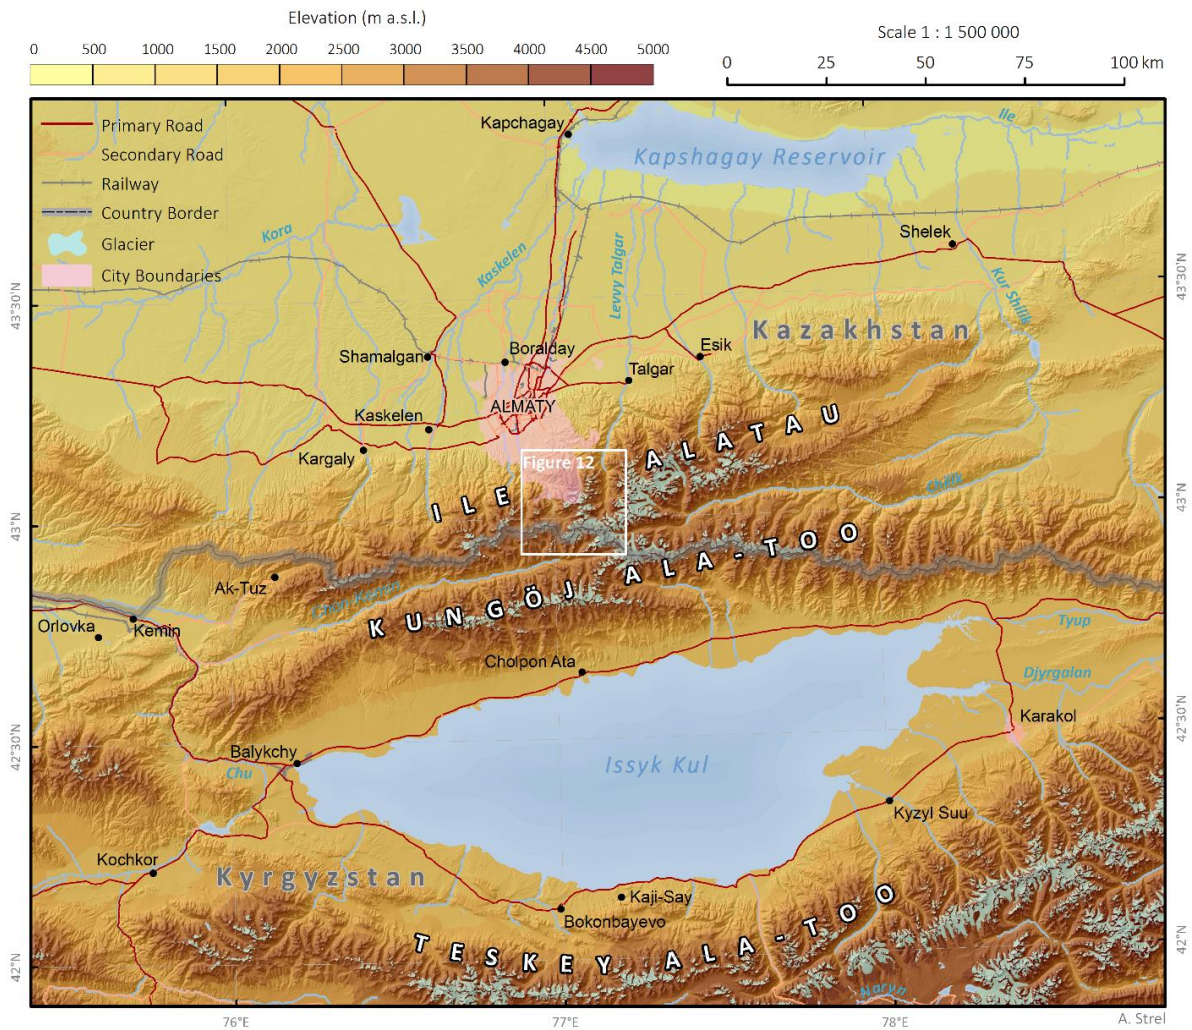 Elevation (m a.s.l.)
0 500 1000 1500 2000 2500 3000 3500 4000 4500 5000
Scale 1 : 1 500 000
0 25 50 75 100 km
Primary Road
Secondary Road
Railway
Country Border
Glacier
City Boundaries
Kapchagay
Kapshagay Reservoir
Ile
Kora
Kaskelen
Levvy Talgar
Shelek
Kur Shilik
43°30'N
43°30'N
Kazakhstan
Shamalgan
Boralday
Esik
Talgar
ALMATY
Kaskelen
Kargaly
Figure 12
ILE ALATAU
Chilik
43°N
43°N
KUNGÖJ ALA-TOO
Ak-Tuz
Chon-Kemin
Orlovka
Kemin
Cholpon Ata
Tyup
Djyrgalan
Karakol
42°30'N
42°30'N
Balykchy
Chu
Issyk Kul
Kyzyl Suu
Kochkor
Kyrgyzstan
Kaji-Say
Bokonbayevo
TESKEY ALA-TOO
42°N
42°N
Naryn
76°E
77°E
78°E
A. Strel